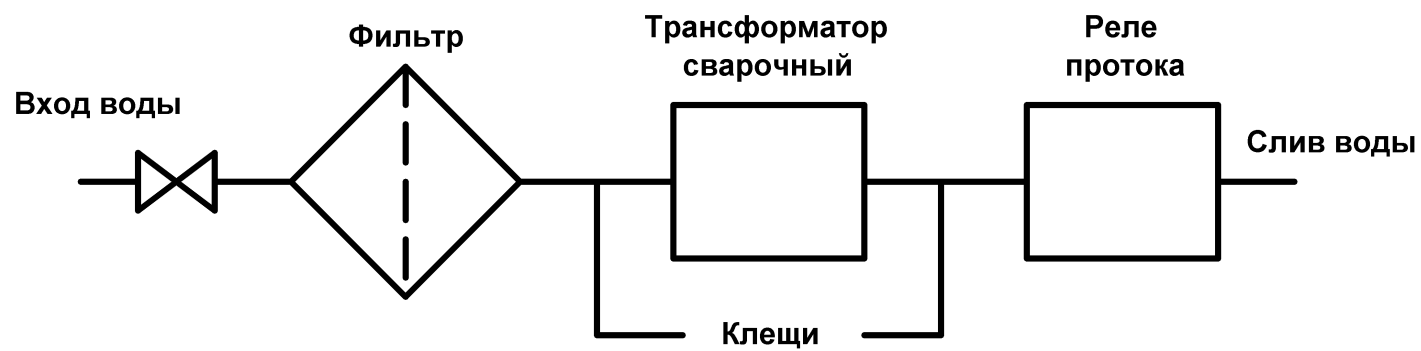 Вход воды
Фильтр
Трансформатор
сварочный
Реле
протока
Слив воды
Клещи